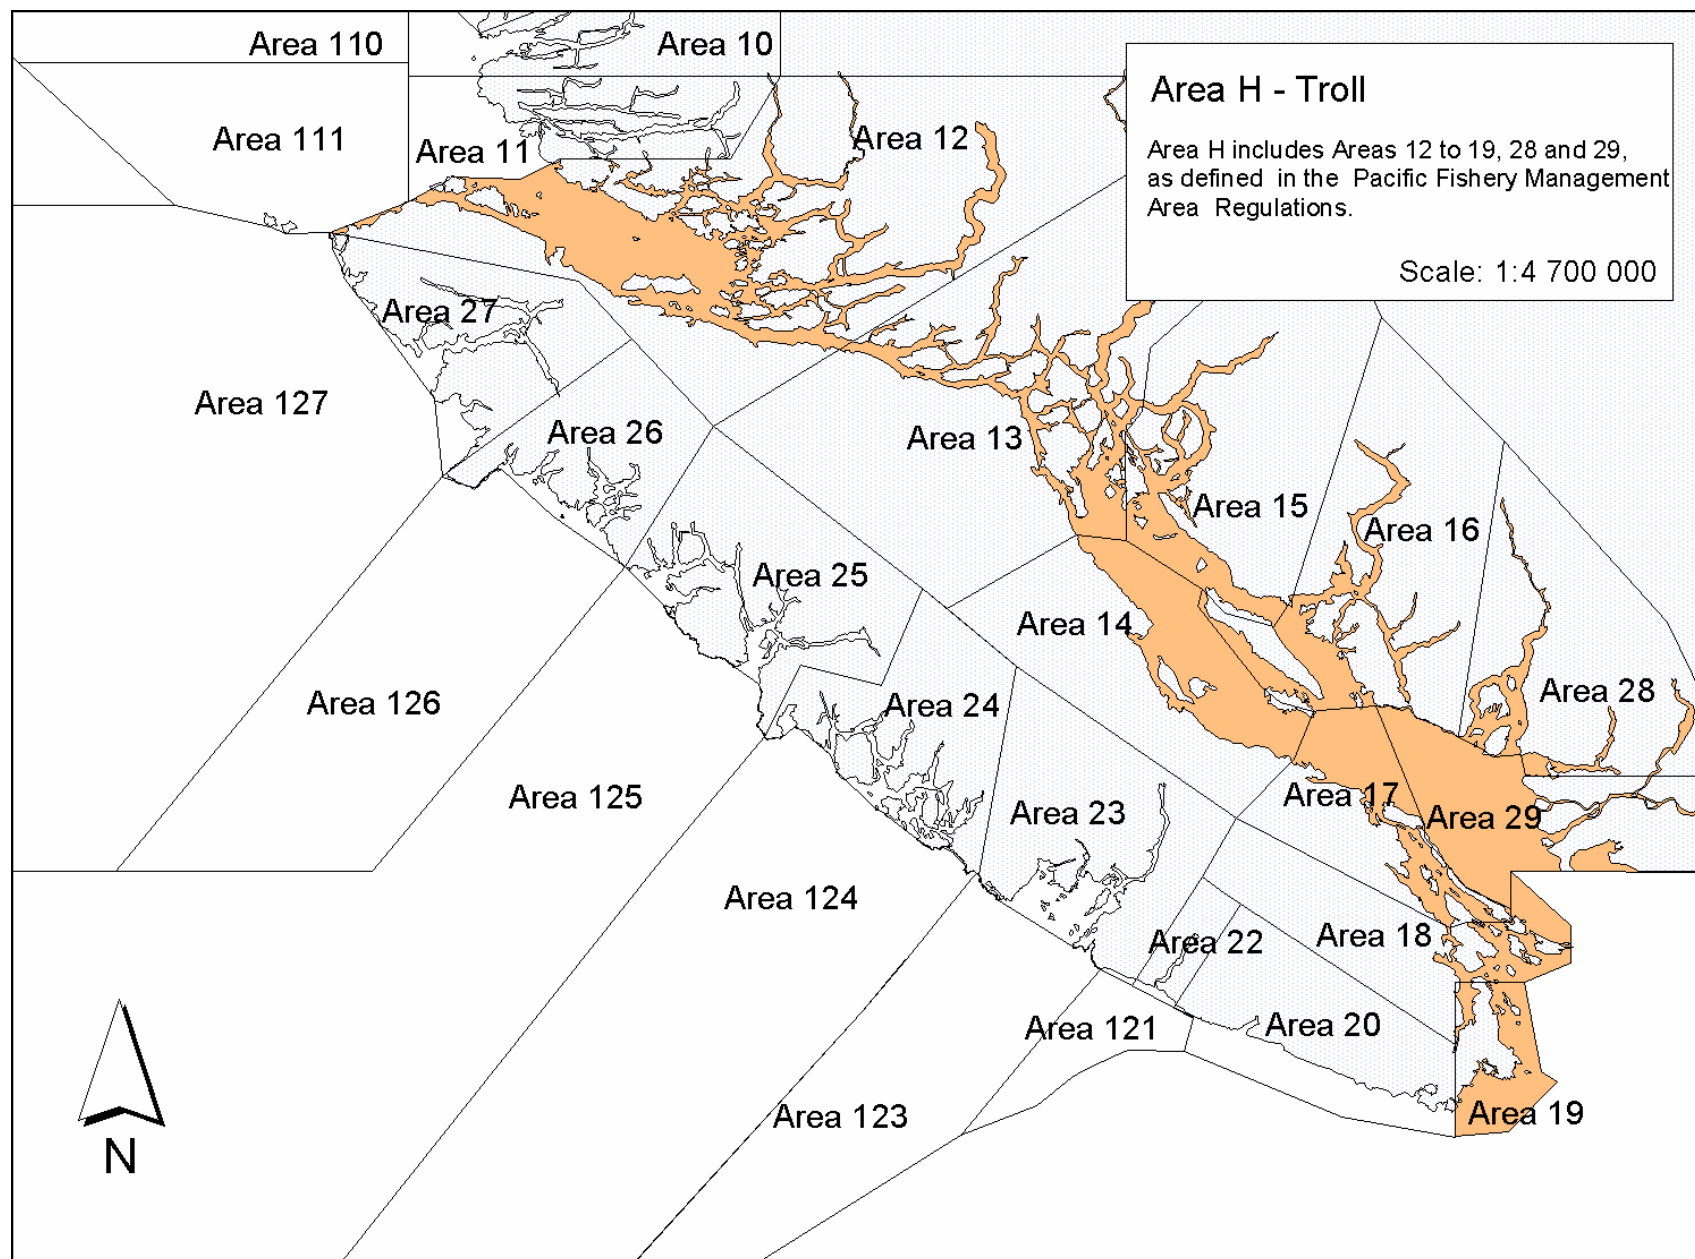 Area 110
Area 10
Area H - Troll
Area 111
Area 11
Area 12
Area H includes Areas 12 to 19, 28 and 29,
as defined in the Pacific Fishery Management
Area Regulations.
Scale: 1:4 700 000
Area 27
Area 127
Area 26
Area 13
Area 15
Area 16
Area 25
Area 14
Area 28
Area 126
Area 24
Area 125
Area 17
Area 23
Area 29
Area 124
Area 18
Area 22
Area 121
Area 20
Area 123
Area 19
N